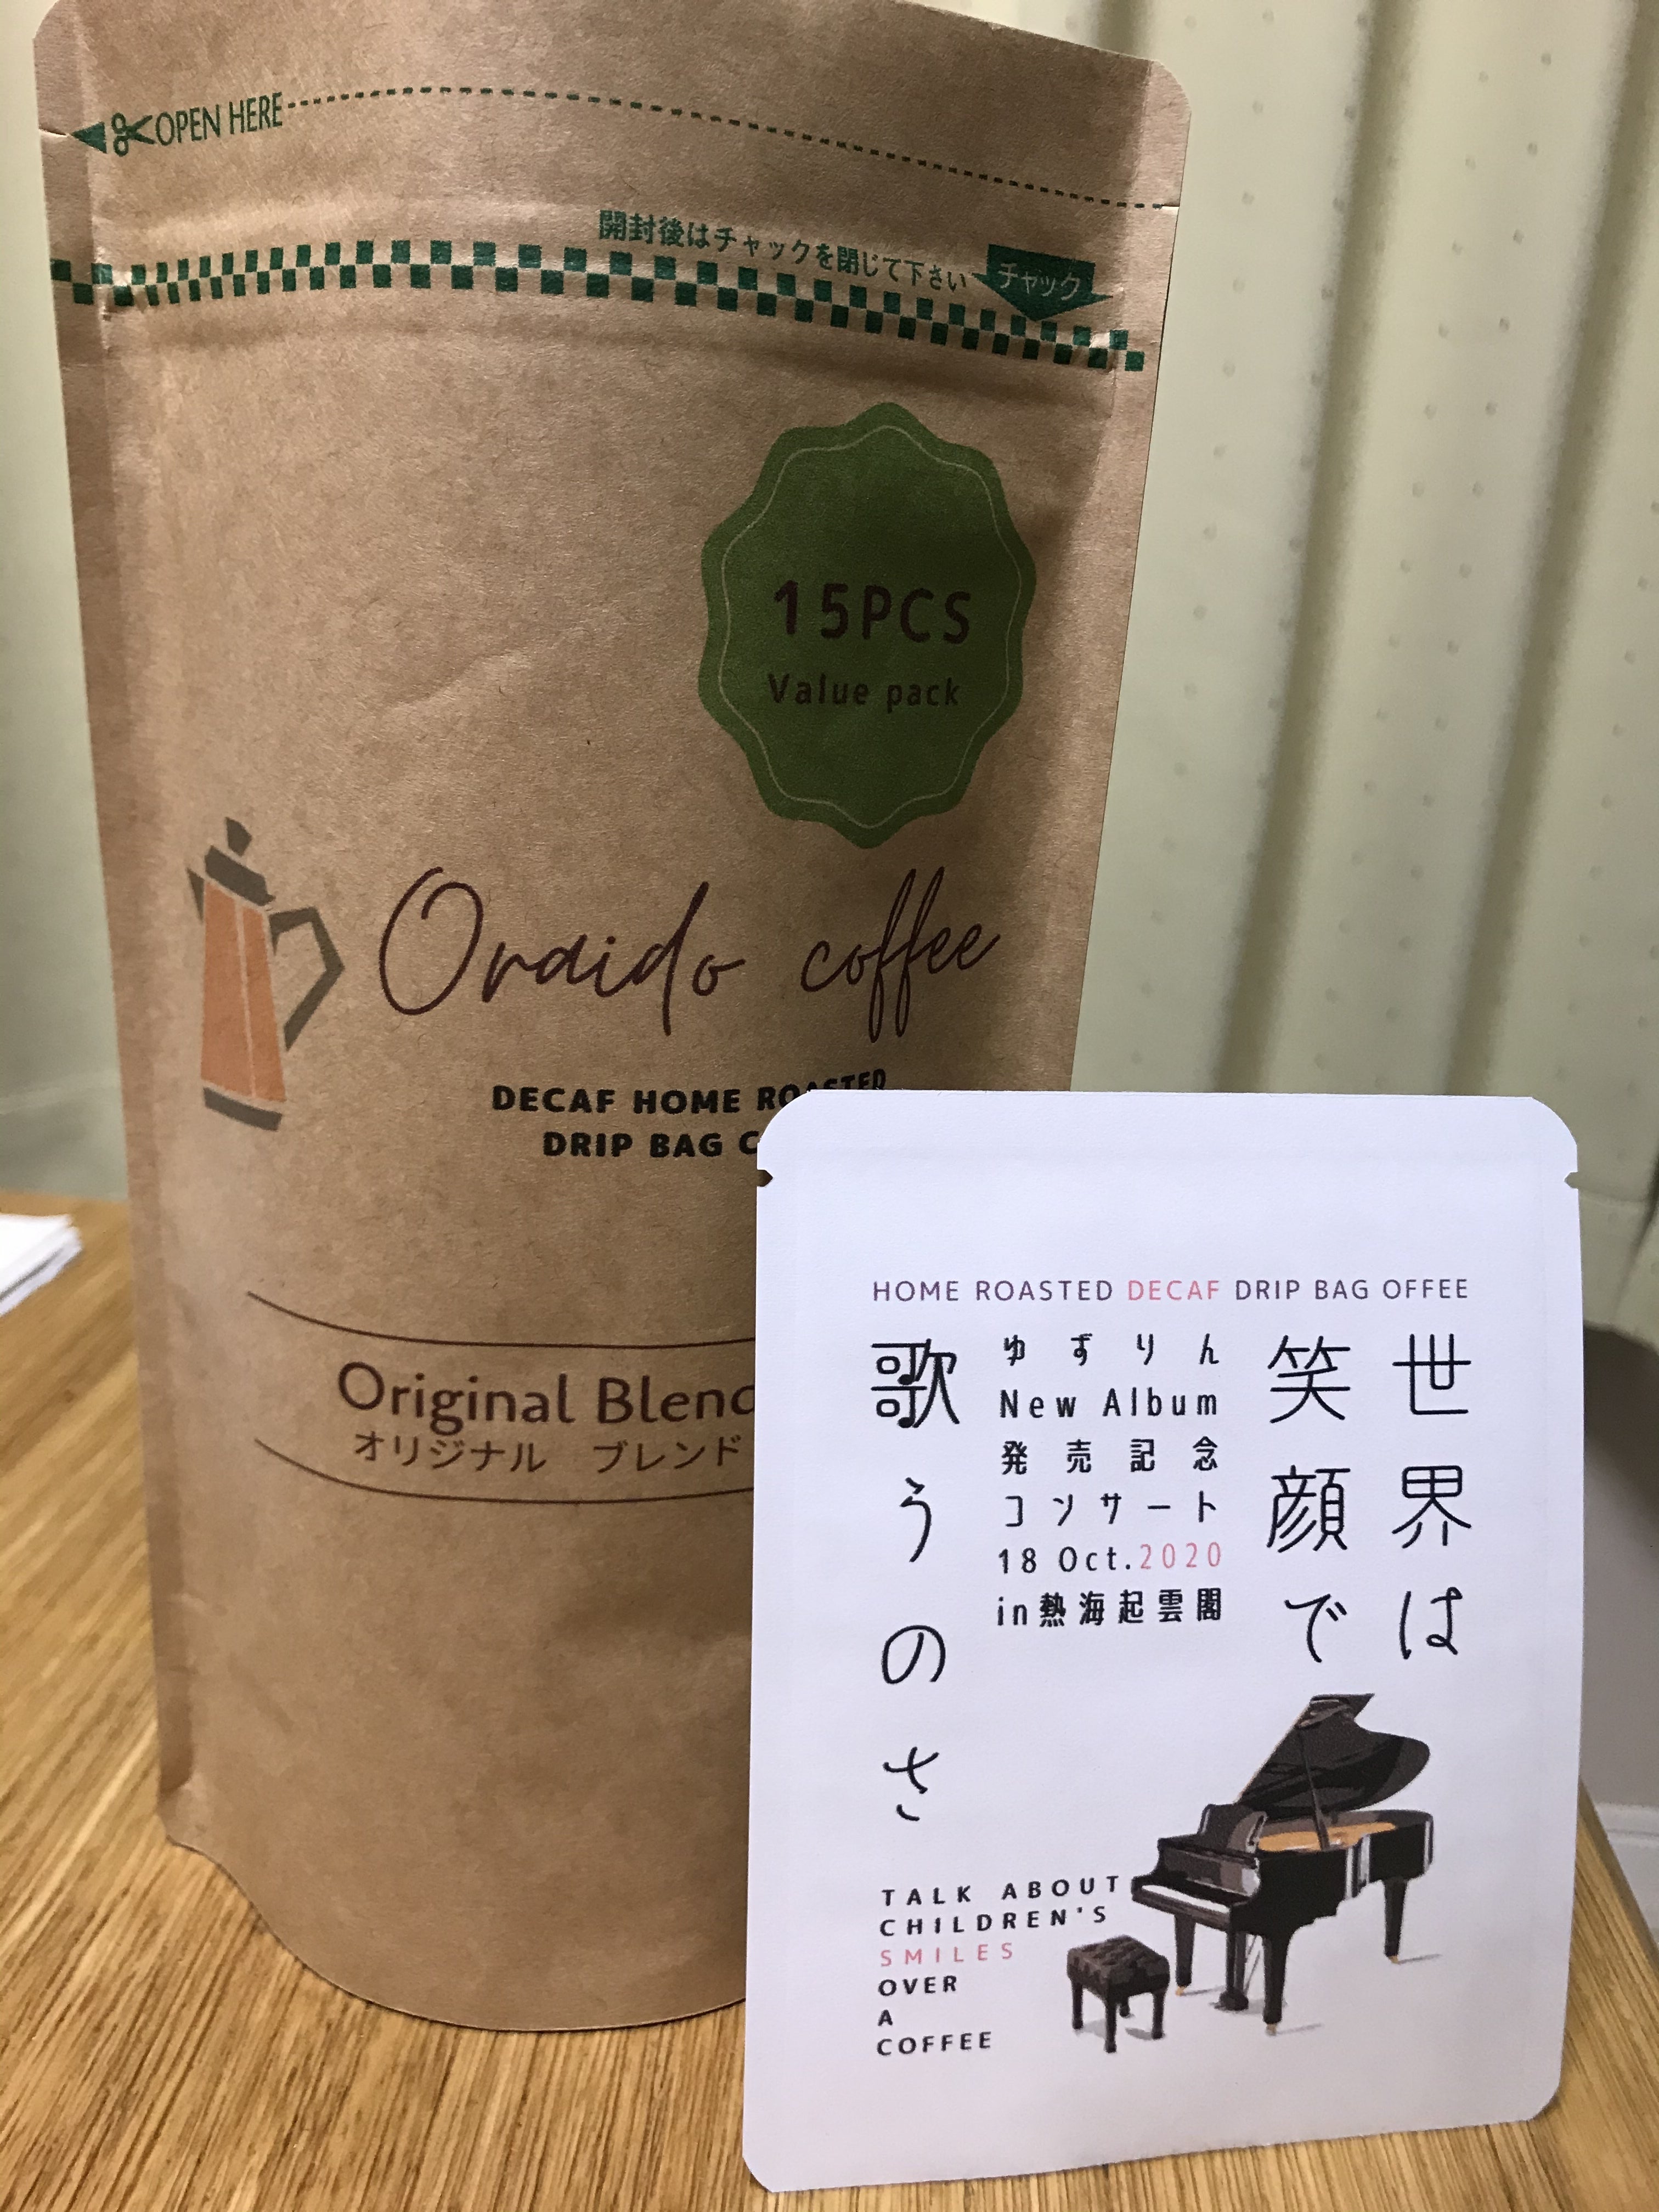 OPEN HERE
開封後はチャックを閉じて下さい
チャック
15PCS
Value pack
Oraido coffee
DECAF HOME ROASTED
DRIP BAG
Original Blend
オリジナル ブレンド
HOME ROASTED DECAF DRIP BAG OFFEE
世界は
笑顔で
ゆずりん
New Album
発売記念
コンサート
18 Oct.2020
in熱海起雲閣
歌うのさ
TALK ABOUT
CHILDREN'S
SMILES
OVER
A
COFFEE